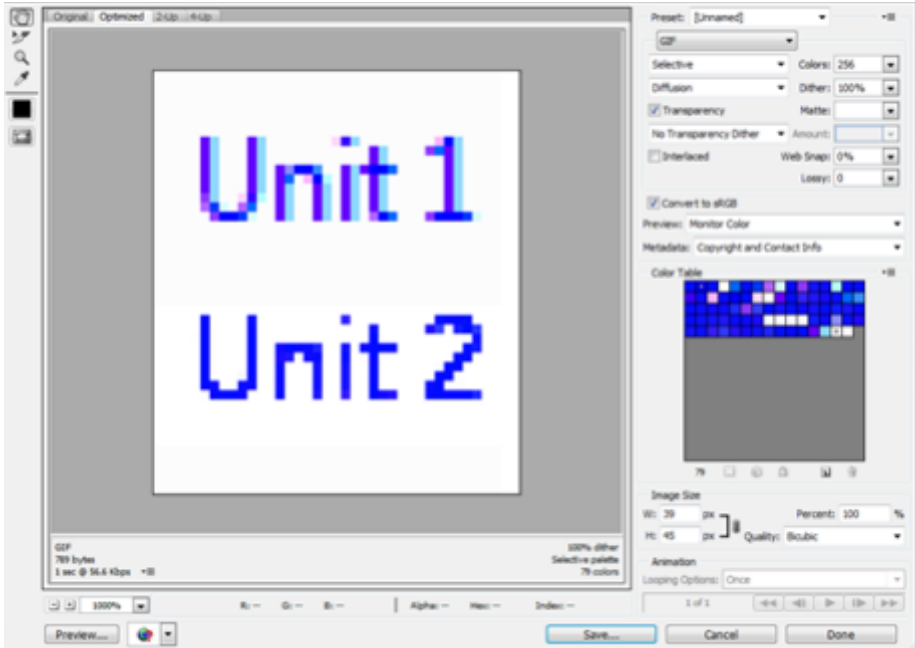 Original Optimized 2-Up 4-Up
Unit 1
Unit 2
GIF
789 bytes
1 sec @ 56.6 Kbps
100% dither
Selective palette
79 colors
1000%
R: -- G: -- B: -- Alpha: -- Hex: -- Index: --
Preview... Save... Cancel Done
Preset: [Unnamed]
GIF
Selective Colors: 256
Diffusion Dither: 100%
Transparency Matte:
No Transparency Dither Amount:
Interlaced Web Snap: 0%
Lossy: 0
Convert to sRGB
Preview: Monitor Color
Metadata: Copyright and Contact Info
Color Table
79
Image Size
W: 39 px Percent: 100 %
H: 45 px Quality: Bicubic
Animation
Looping Options: Once
1 of 1